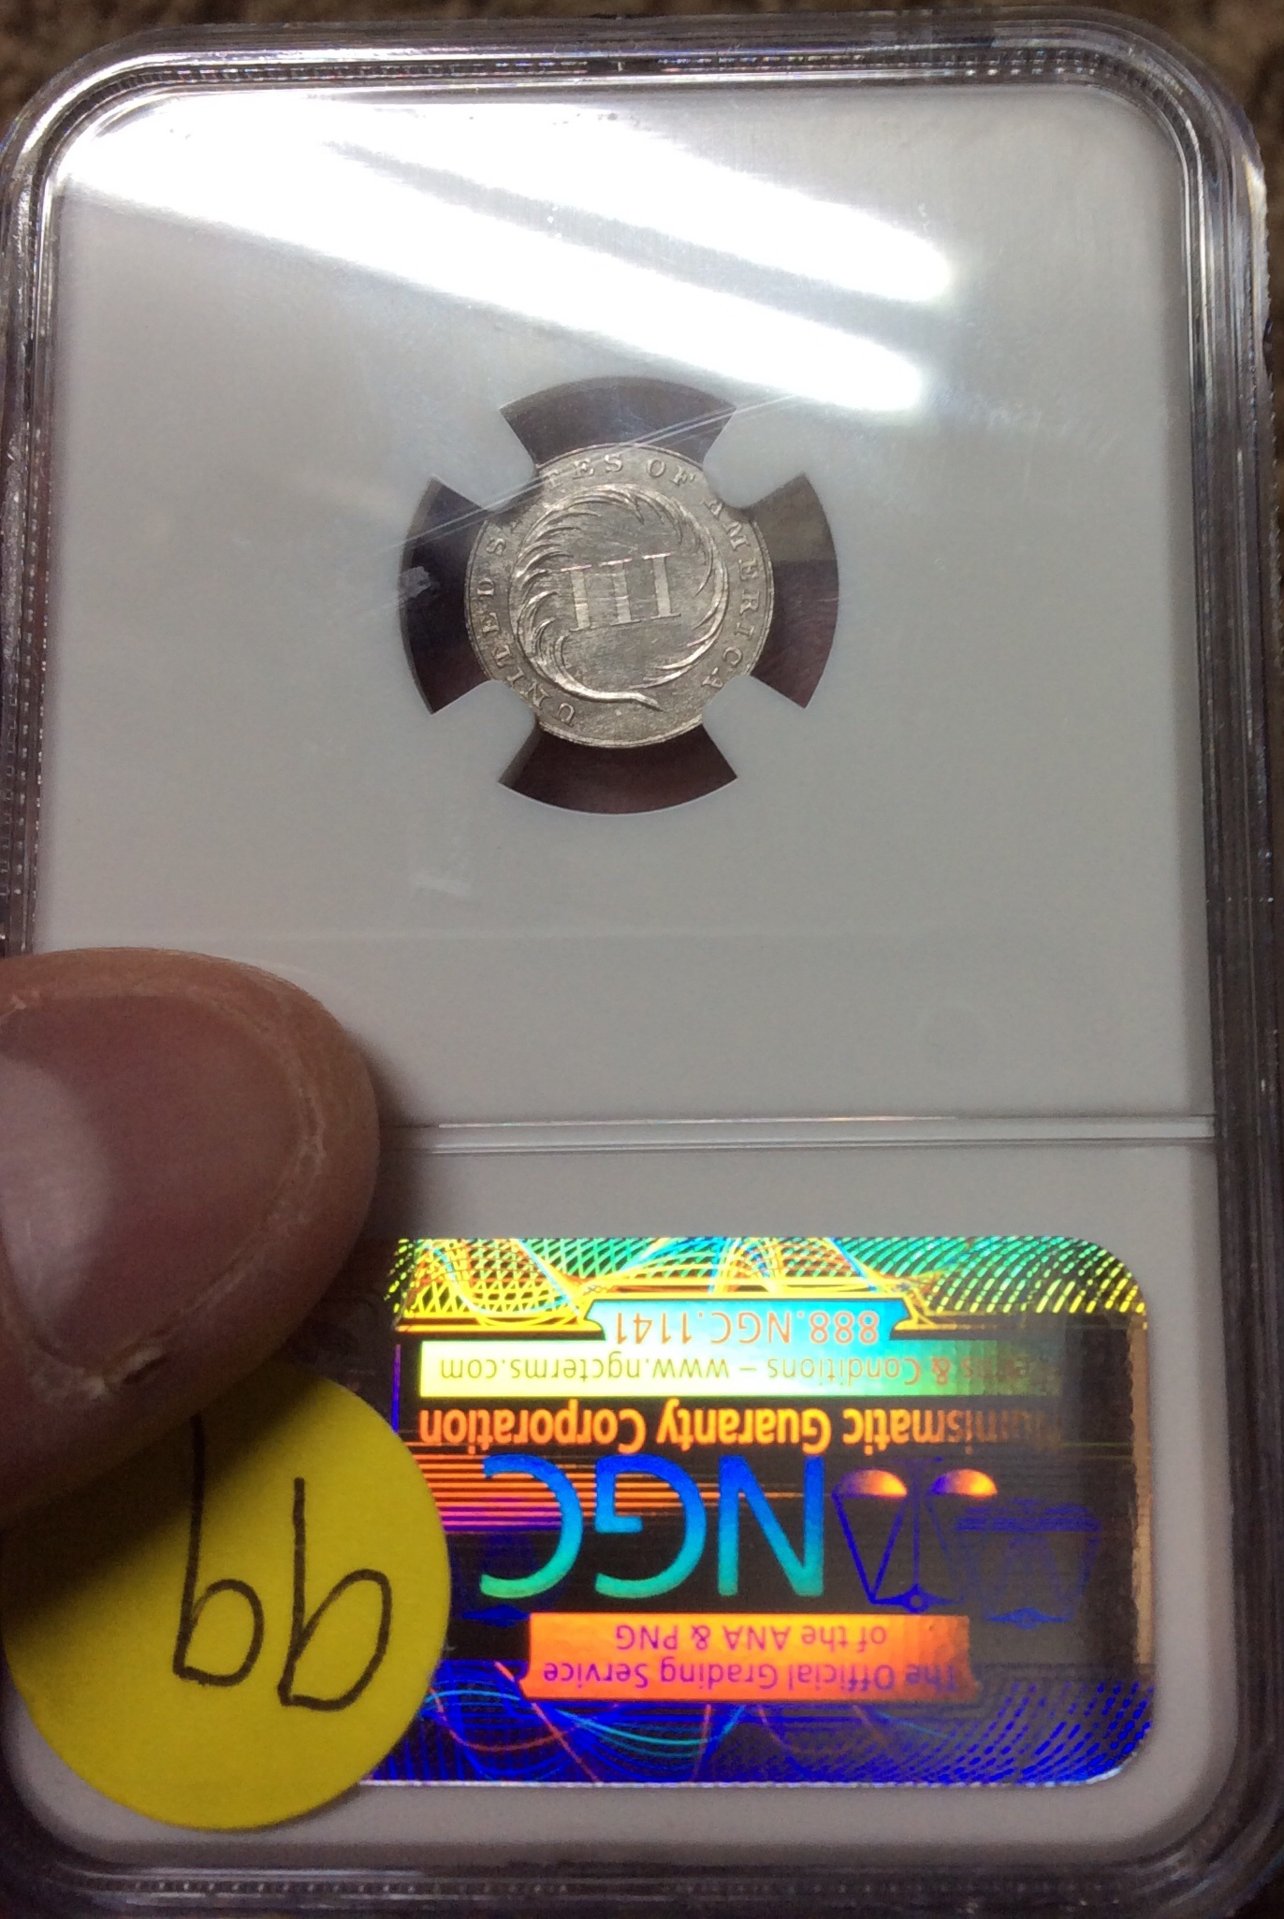 UNITED STATES OF AMERICA
III
The Official Grading Service
of the ANA & PNG
NGC
Numismatic Guaranty Corporation
Terms & Conditions – www.ngcterms.com
888.NGC.1141
99